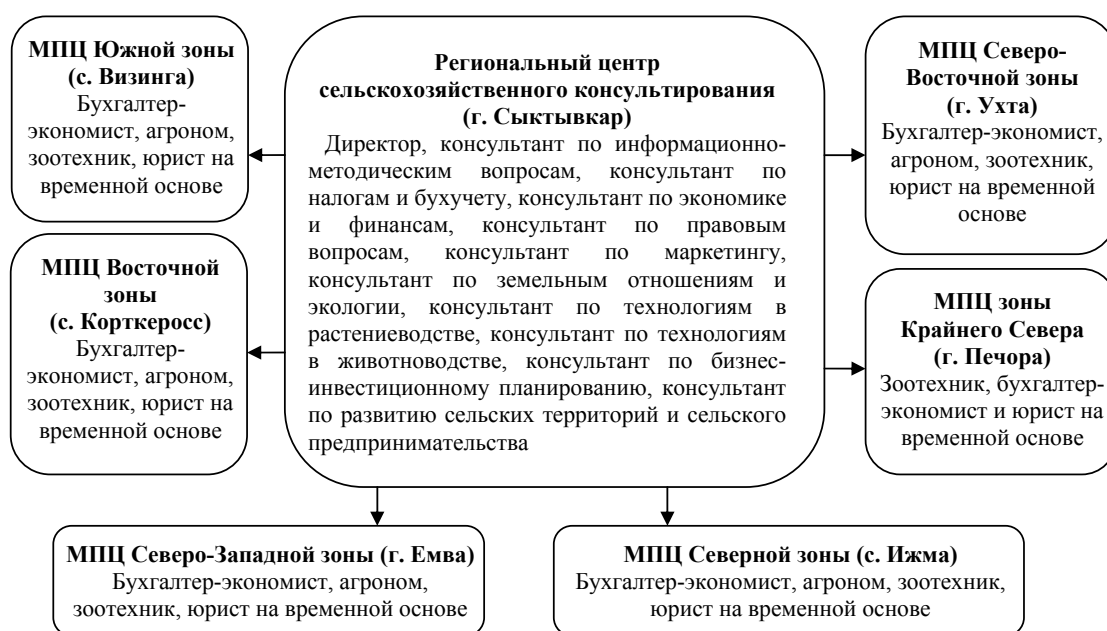 МПЦ Южной зоны
(с. Визинга)
Бухгалтер-
экономист, агроном,
зоотехник, юрист на
временной основе
МПЦ Восточной
зоны
(с. Корткеросс)
Бухгалтер-
экономист, агроном,
зоотехник, юрист на
временной основе
Региональный центр
сельскохозяйственного консультирования
(г. Сыктывкар)
Директор, консультант по информационно-
методическим вопросам, консультант по
налогам и бухучету, консультант по экономике
и финансам, консультант по правовым
вопросам, консультант по маркетингу,
консультант по земельным отношениям и
экологии, консультант по технологиям в
растениеводстве, консультант по технологиям
в животноводстве, консультант по бизнес-
инвестиционному планированию, консультант
по развитию сельских территорий и сельского
предпринимательства
МПЦ Северо-
Восточной зоны
(г. Ухта)
Бухгалтер-экономист,
агроном, зоотехник,
юрист на временной
основе
МПЦ зоны
Крайнего Севера
(г. Печора)
Зоотехник, бухгалтер-
экономист и юрист на
временной основе
МПЦ Северо-Западной зоны (г. Емва)
Бухгалтер-экономист, агроном,
зоотехник, юрист на временной основе
МПЦ Северной зоны (с. Ижма)
Бухгалтер-экономист, агроном, зоотехник,
юрист на временной основе